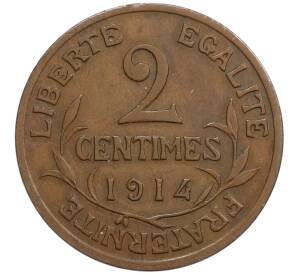 LIBERTE EGALITE
2
CENTIMES
1914
FRATERNITE